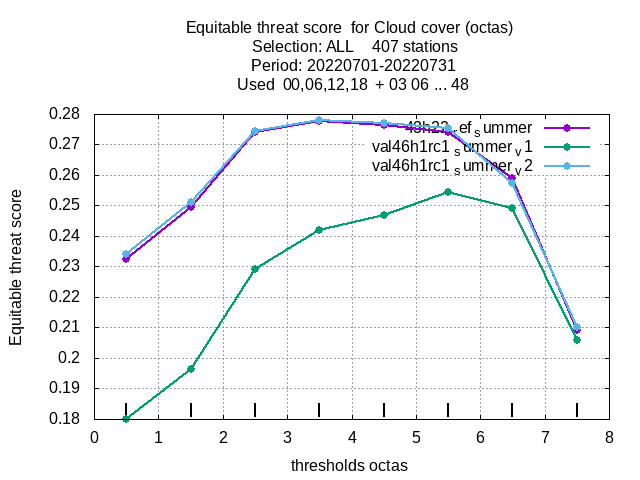 Equitable threat score for Cloud cover (octas)
Selection: ALL 407 stations
Period: 20220701-20220731
Used 00,06,12,18 + 03 06 ... 48
0.28
0.27
0.26
0.25
0.24
0.23
0.22
0.21
0.2
0.19
0.18
Equitable threat score
val46h1rc1summerv1
val46h1rc1summerv2
0 1 2 3 4 5 6 7 8
thresholds octas